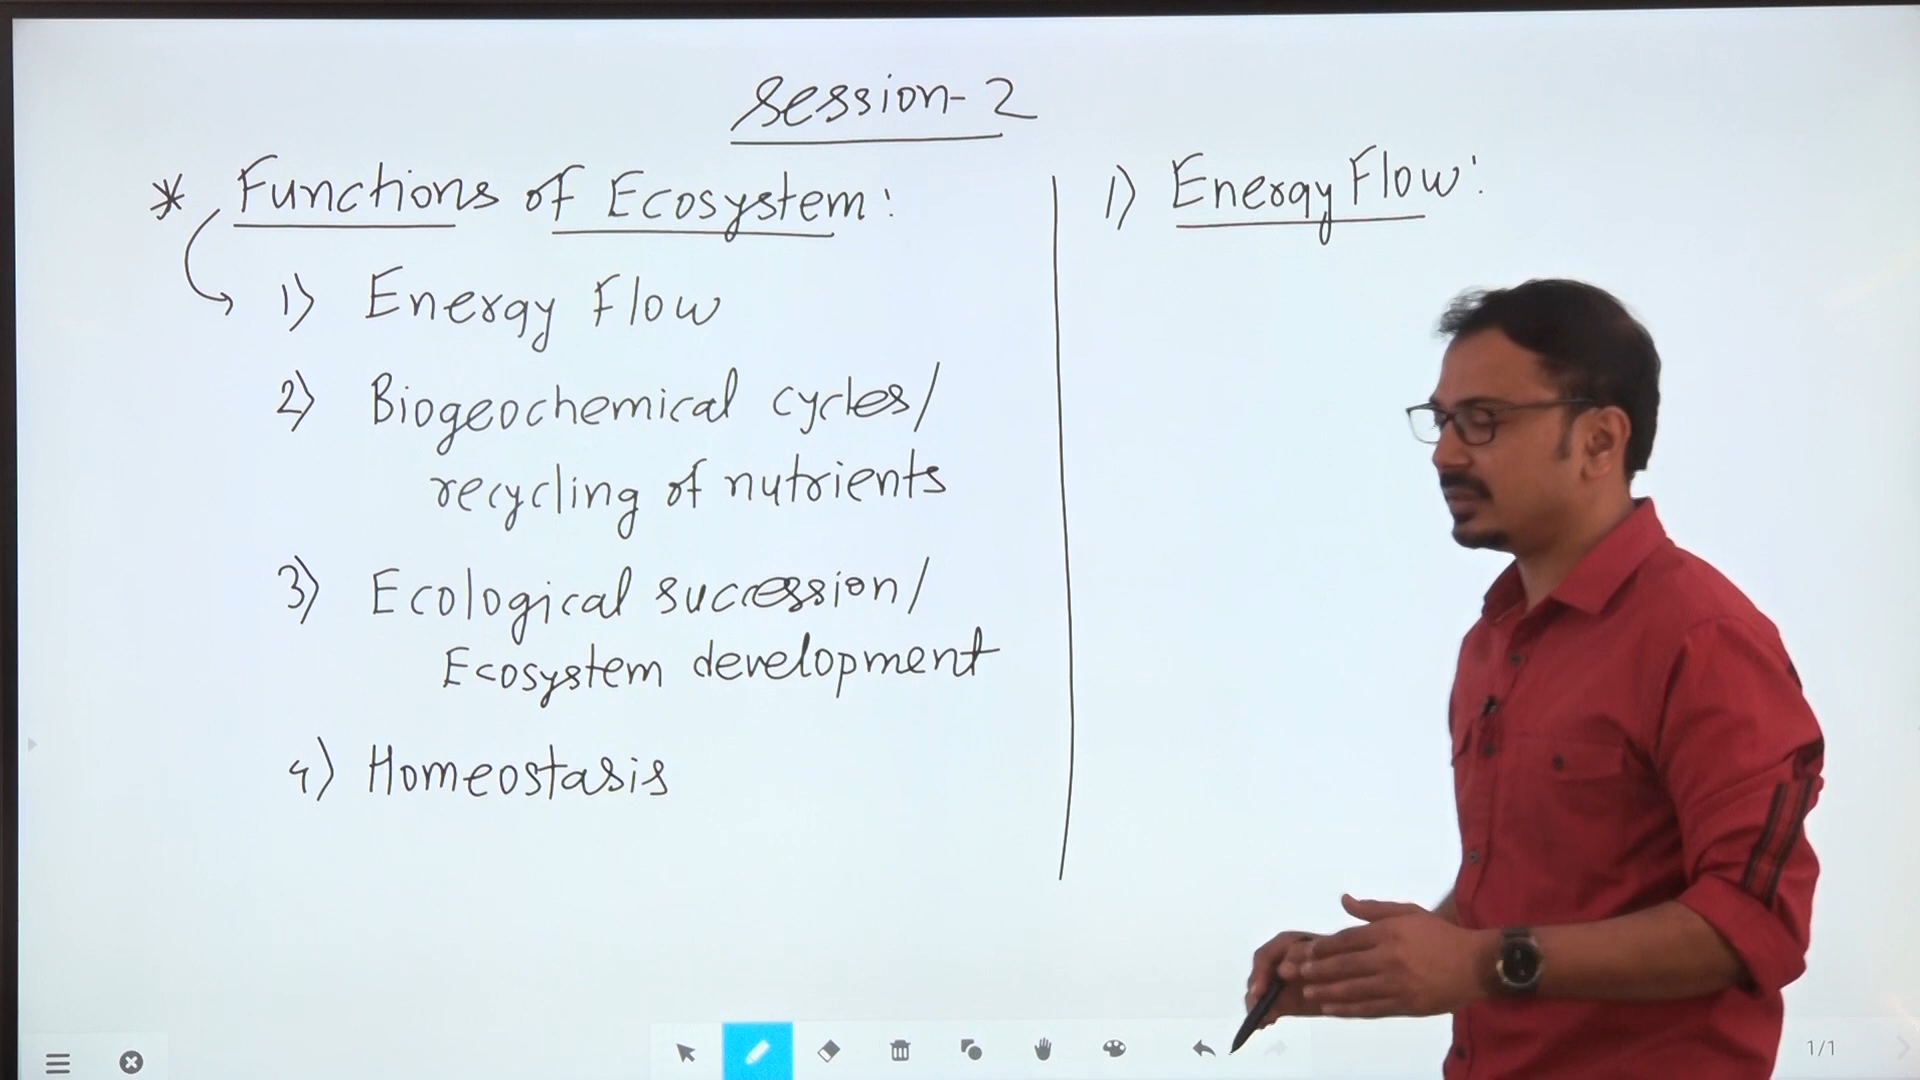 Session-2
* Functions of Ecosystem:
1) Energy Flow
2) Biogeochemical cycles/
recycling of nutrients
3) Ecological succession/
Ecosystem development
4) Homeostasis
1) Energy Flow:
1/1